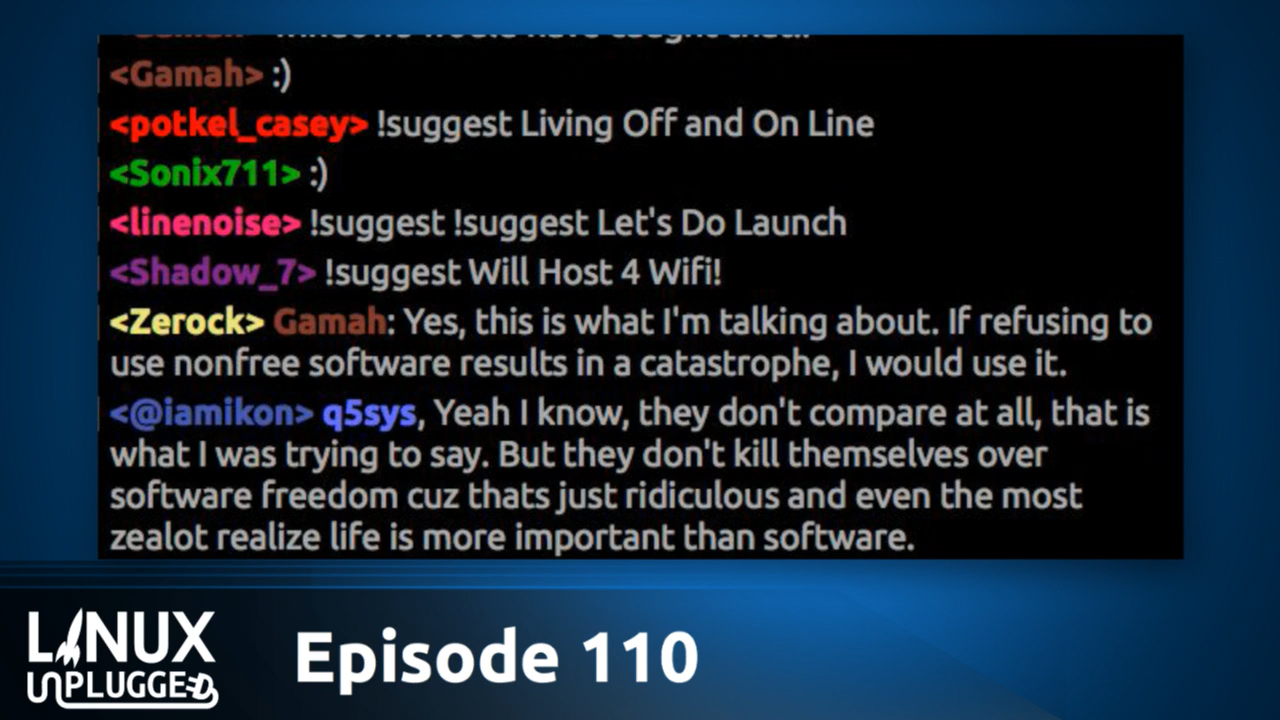 <Gamah> :)
<potkel_casey> !suggest Living Off and On Line
<Sonix711> :)
<linenoise> !suggest !suggest Let's Do Launch
<Shadow_7> !suggest Will Host 4 Wifi!
<Zerock> Gamah: Yes, this is what I'm talking about. If refusing to
use nonfree software results in a catastrophe, I would use it.
<@iamikon> q5sys, Yeah I know, they don't compare at all, that is
what I was trying to say. But they don't kill themselves over
software freedom cuz thats just ridiculous and even the most
zealot realize life is more important than software.
LINUX
UNPLUGGED
Episode 110